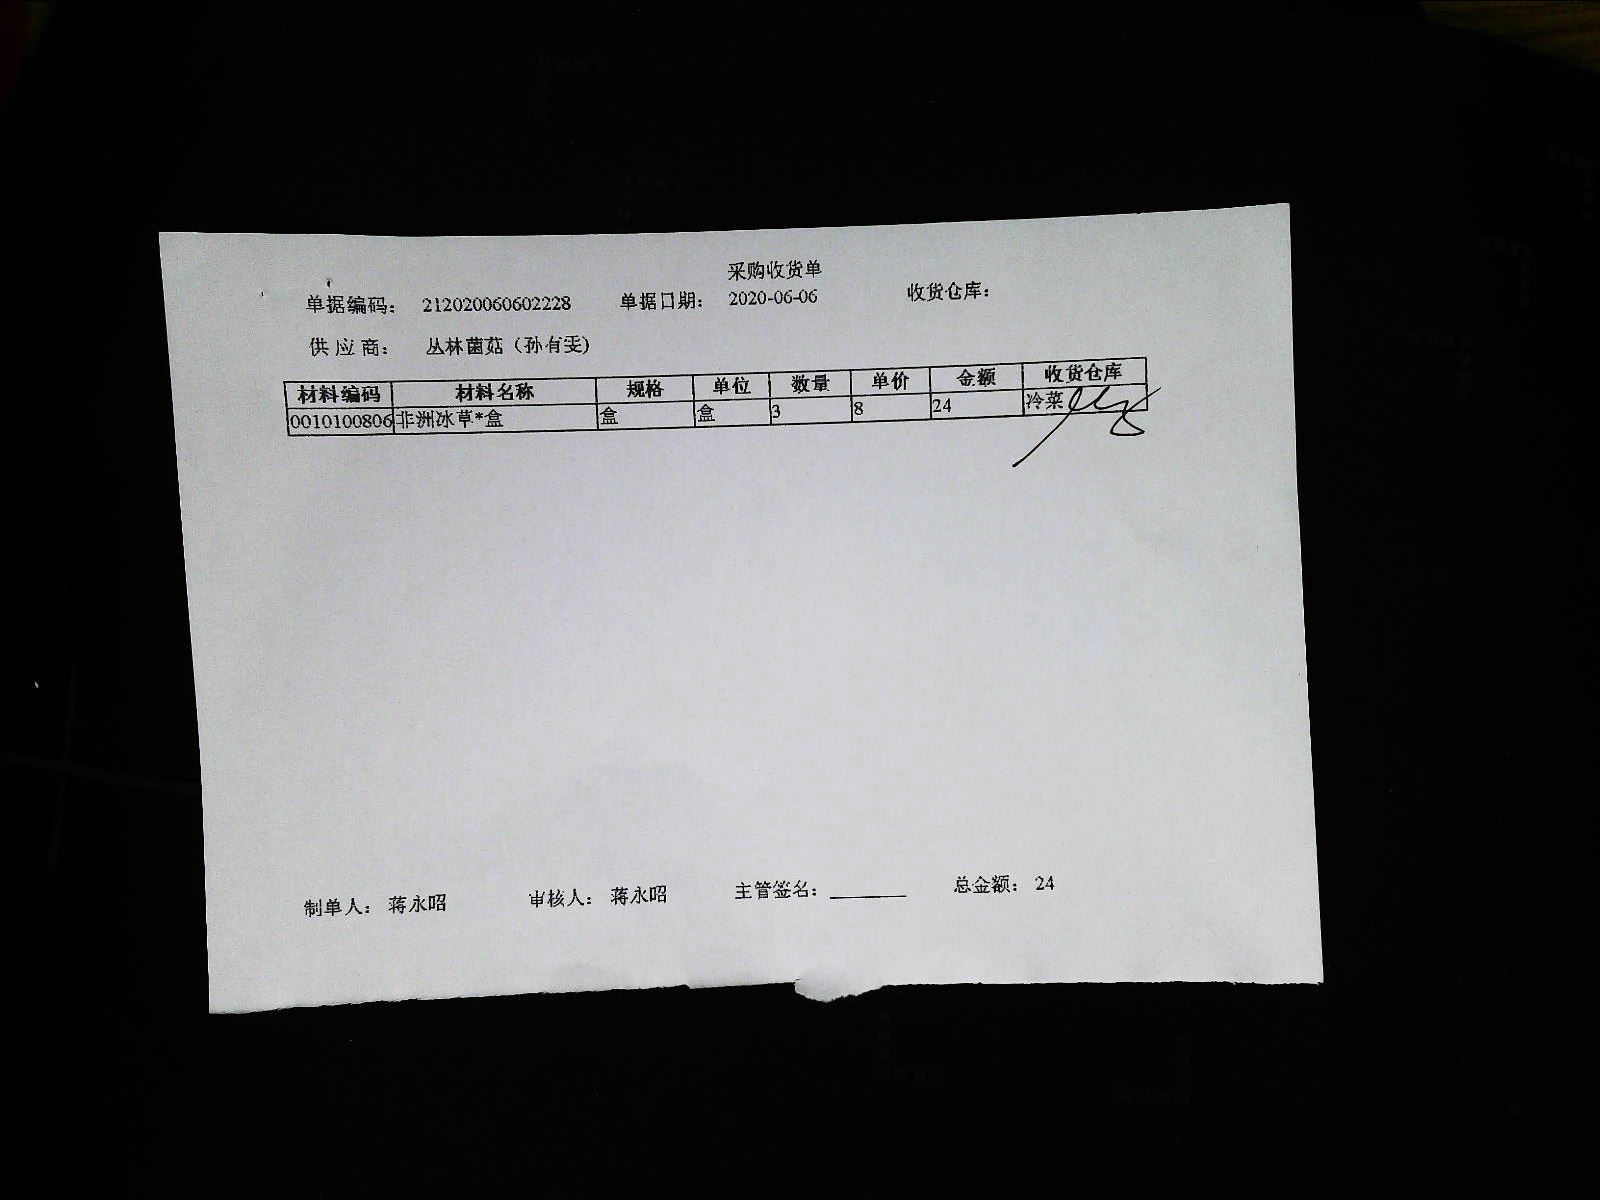 采购收货单
单据编码： 212020060602228 单据日期： 2020-06-06 收货仓库：
供应商： 丛林菌菇（孙有雯)
材料编码 材料名称 规格 单位 数量 单价 金额 收货仓库
0010100806 非洲冰草*盒 盒 盒 3 8 24 冷菜
制单人： 蒋永昭 审核人： 蒋永昭 主管签名：_______ 总金额： 24